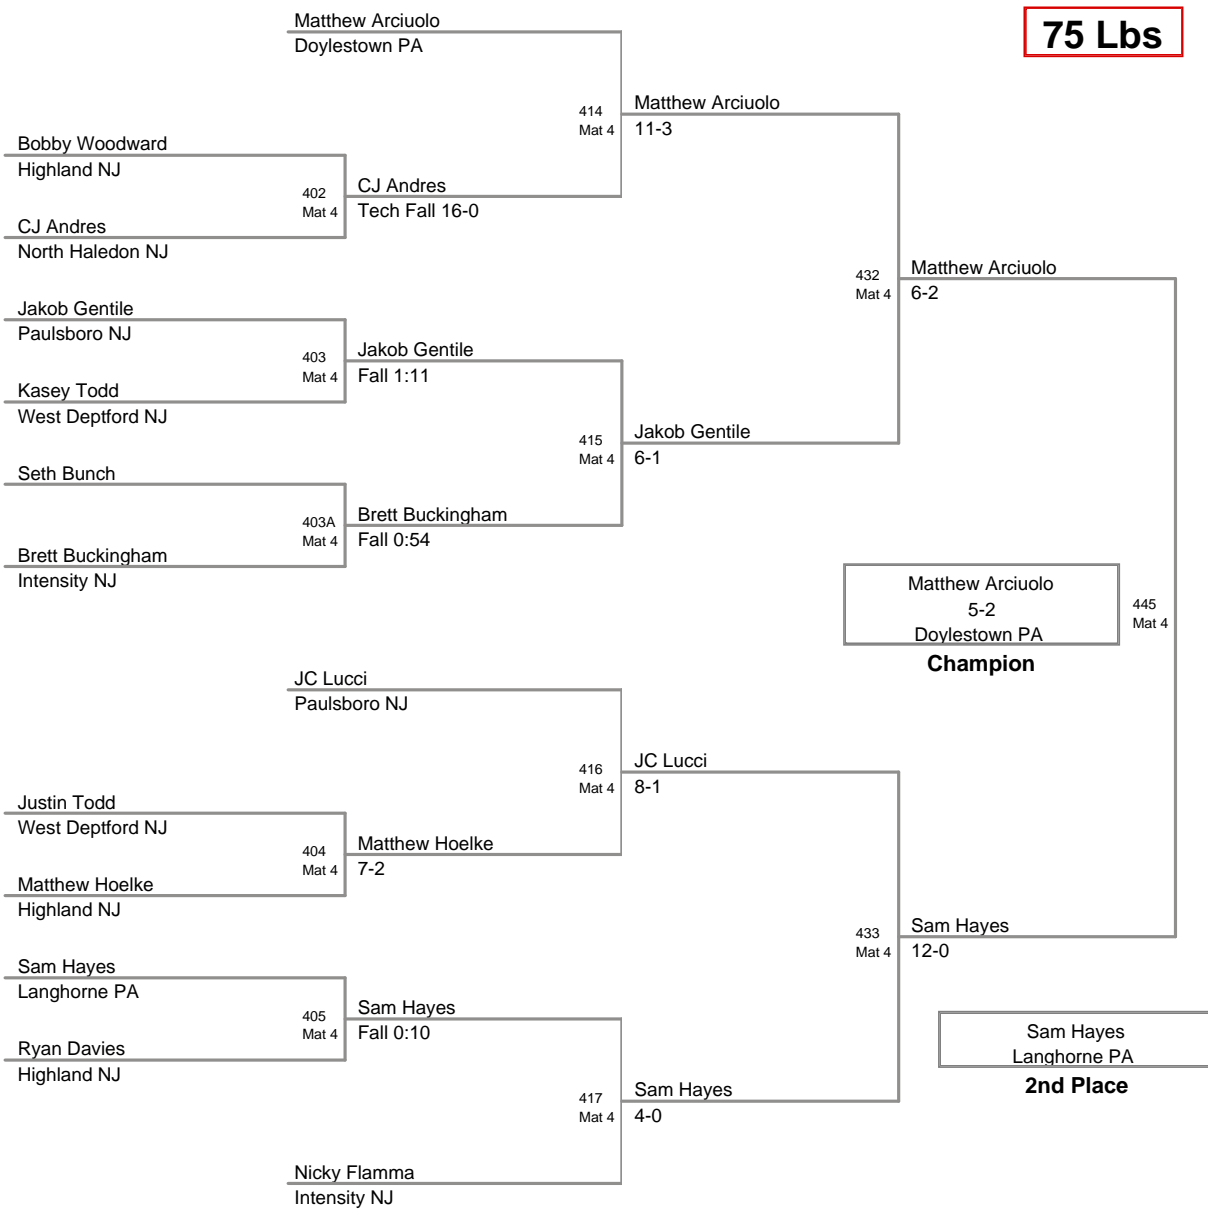 75 Lbs
Matthew Arciuolo
Doylestown PA
414
Mat 4
Matthew Arciuolo
11-3
Bobby Woodward
Highland NJ
402
Mat 4
CJ Andres
Tech Fall 16-0
CJ Andres
North Haledon NJ
432
Mat 4
Matthew Arciuolo
6-2
Jakob Gentile
Paulsboro NJ
403
Mat 4
Jakob Gentile
Fall 1:11
Kasey Todd
West Deptford NJ
415
Mat 4
Jakob Gentile
6-1
Seth Bunch
403A
Mat 4
Brett Buckingham
Fall 0:54
Brett Buckingham
Intensity NJ
Matthew Arciuolo
5-2
Doylestown PA
Champion
445
Mat 4
JC Lucci
Paulsboro NJ
416
Mat 4
JC Lucci
8-1
Justin Todd
West Deptford NJ
404
Mat 4
Matthew Hoelke
7-2
Matthew Hoelke
Highland NJ
433
Mat 4
Sam Hayes
12-0
Sam Hayes
Langhorne PA
405
Mat 4
Sam Hayes
Fall 0:10
Ryan Davies
Highland NJ
Sam Hayes
Langhorne PA
2nd Place
417
Mat 4
Sam Hayes
4-0
Nicky Flamma
Intensity NJ